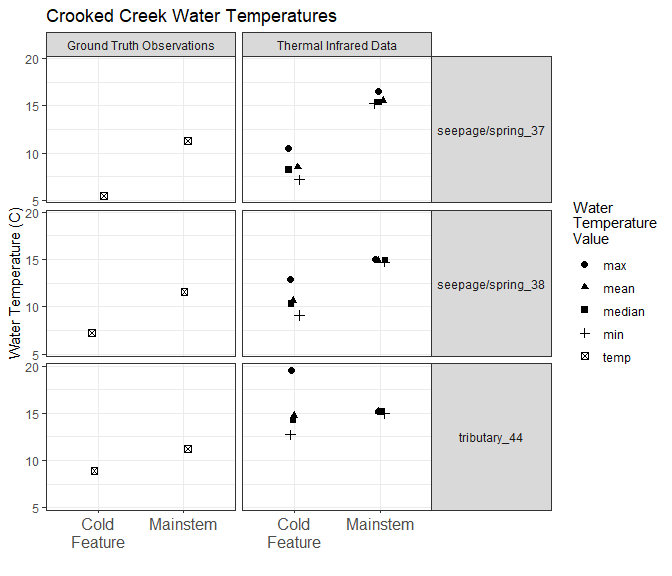 Crooked Creek Water Temperatures
Ground Truth Observations
Thermal Infrared Data
Water Temperature (C)
20
15
10
5
seepage/spring_37
20
15
10
5
seepage/spring_38
20
15
10
5
tributary_44
Cold
Feature
Mainstem
Cold
Feature
Mainstem
Water
Temperature
Value
max
mean
median
min
temp